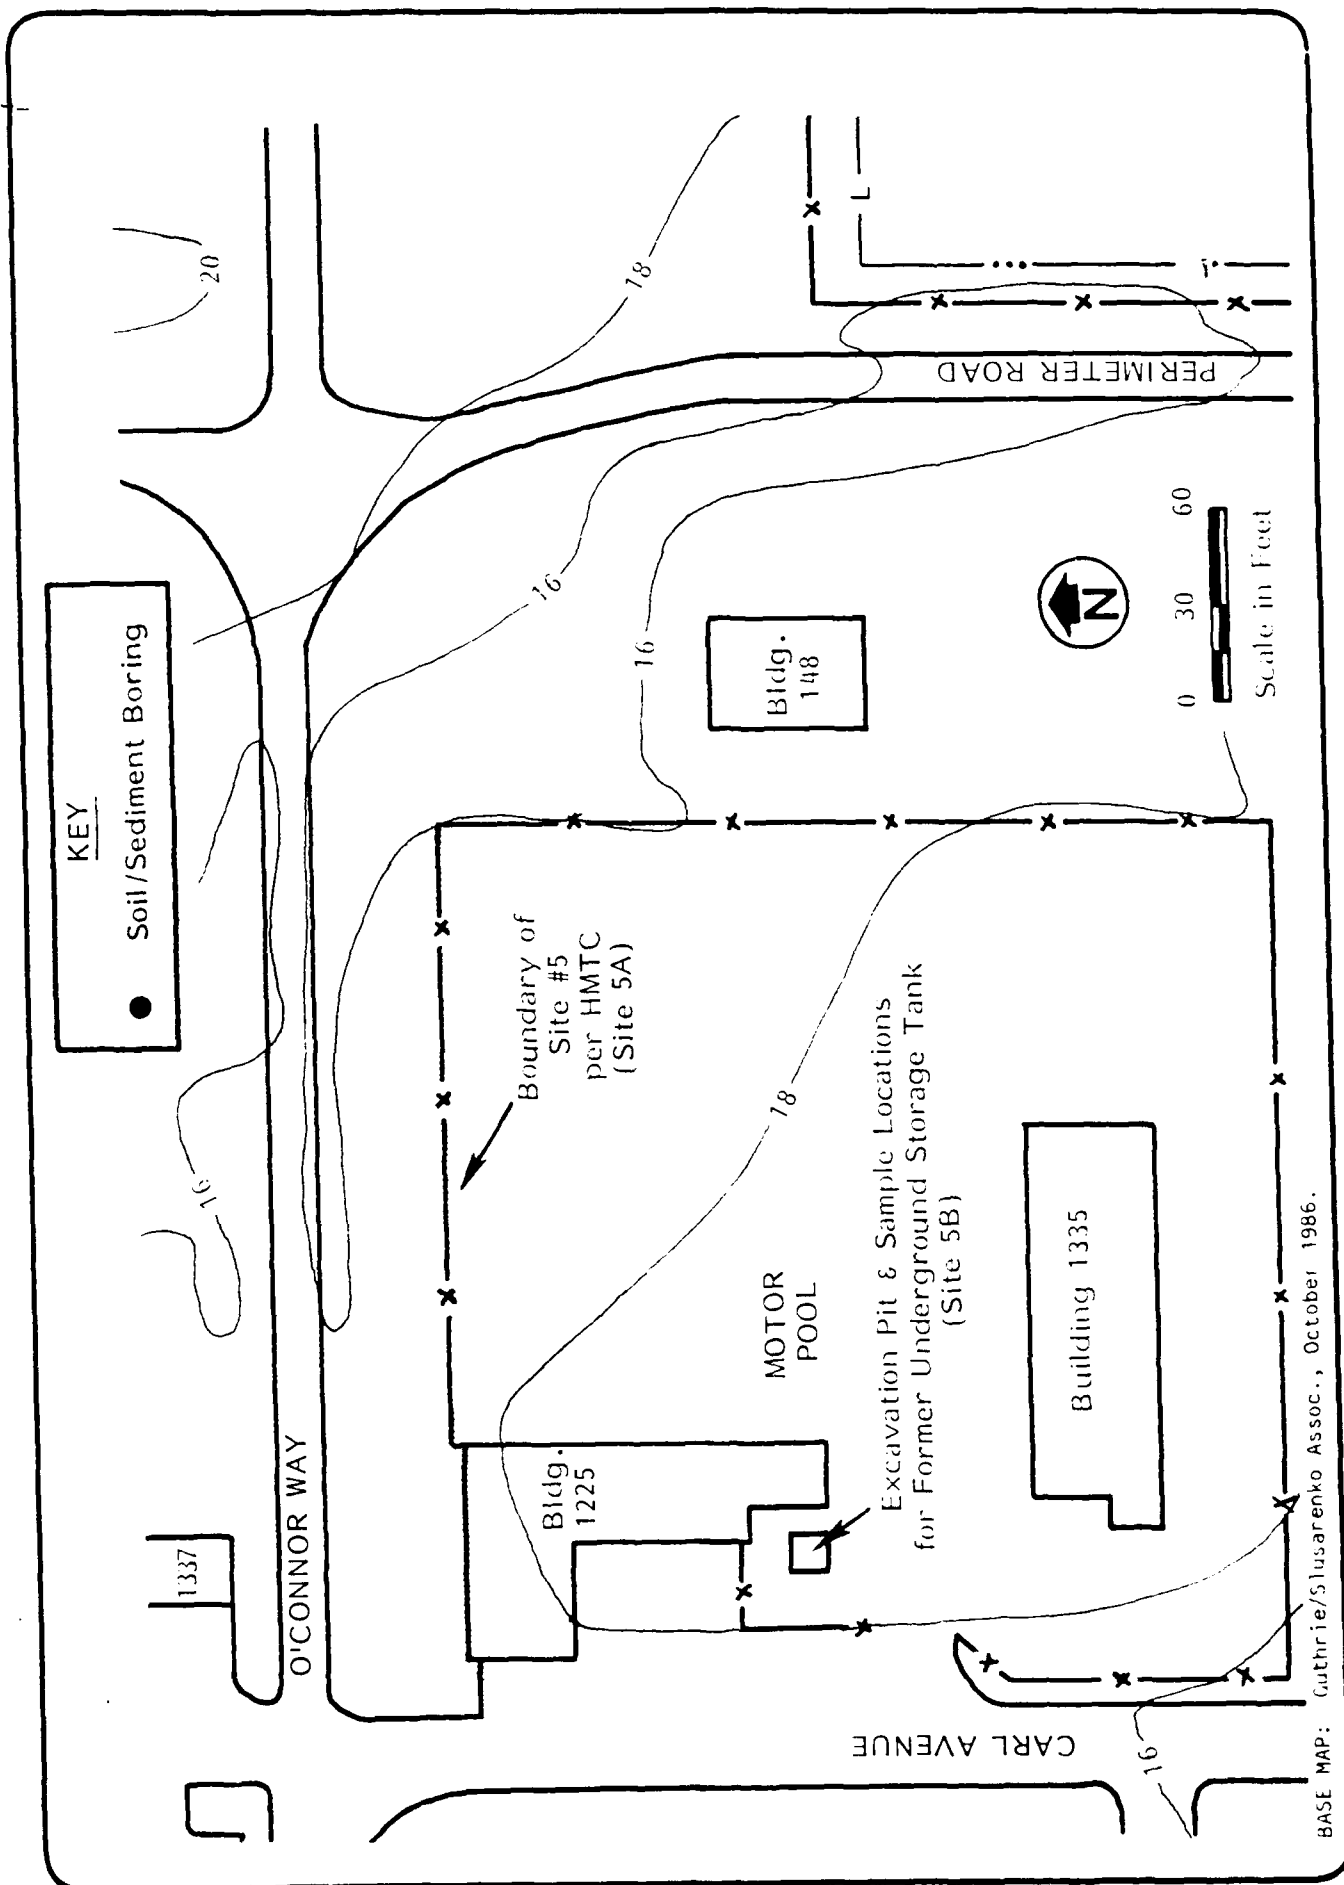 KEY
Soil/Sediment Boring
20
18
16
16
16
O'CONNOR WAY
1337
PERIMETER ROAD
L
Bldg.
148
N
0 30 60
Scale in Feet
Boundary of
Site #5
per HMTC
(Site 5A)
18
Bldg.
1225
MOTOR
POOL
Excavation Pit & Sample Locations
for Former Underground Storage Tank
(Site 5B)
Building 1335
CARL AVENUE
16
BASE MAP: Guthrie/Slusarenko Assoc., October 1986.